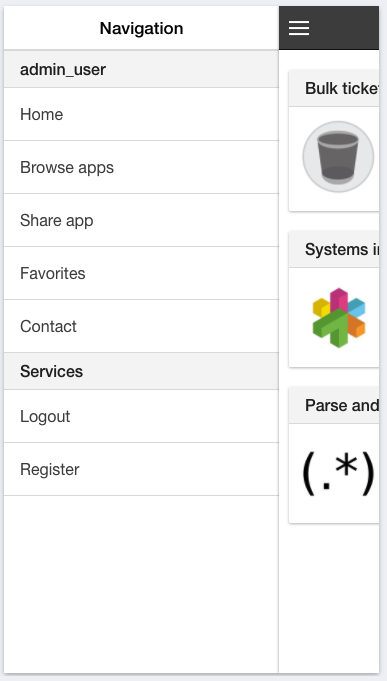 Navigation
admin_user
Home
Browse apps
Share app
Favorites
Contact
Services
Logout
Register
Bulk ticke
Systems i
Parse and
(.*)